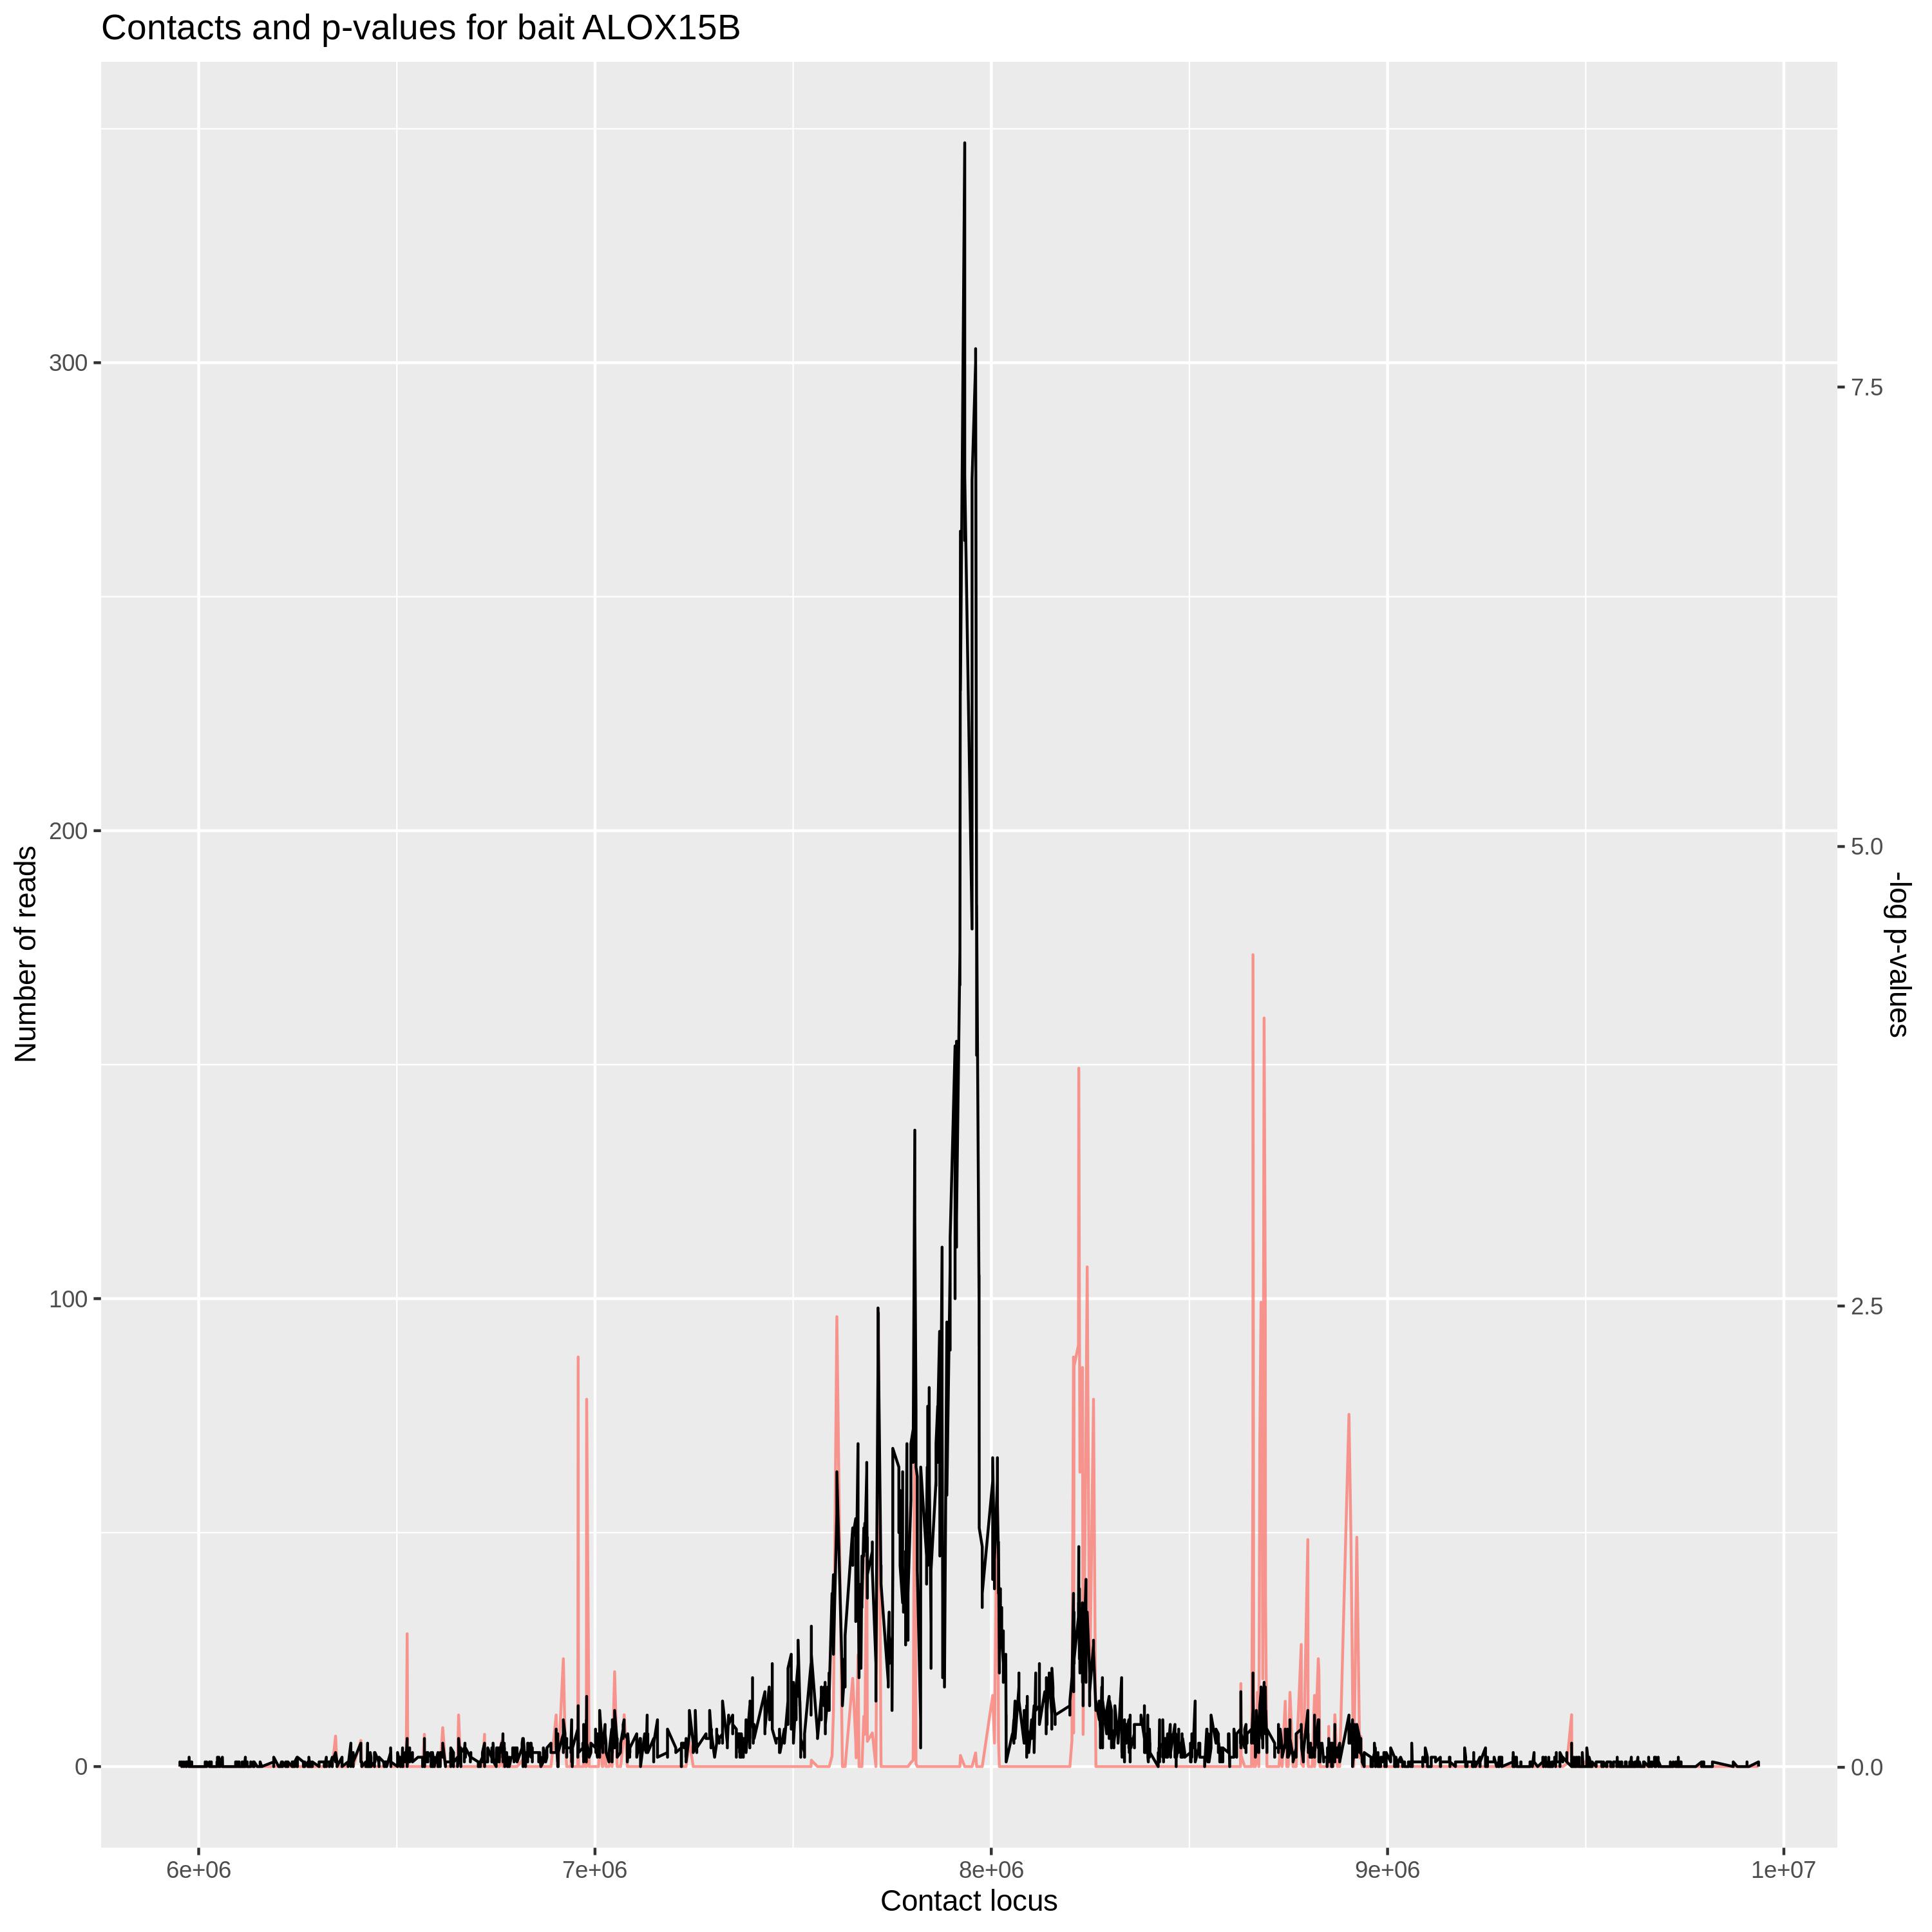 Contacts and p-values for bait ALOX15B
300
200
100
0
Number of reads
7.5
5.0
2.5
0.0
-log p-values
6e+06
7e+06
8e+06
9e+06
1e+07
Contact locus